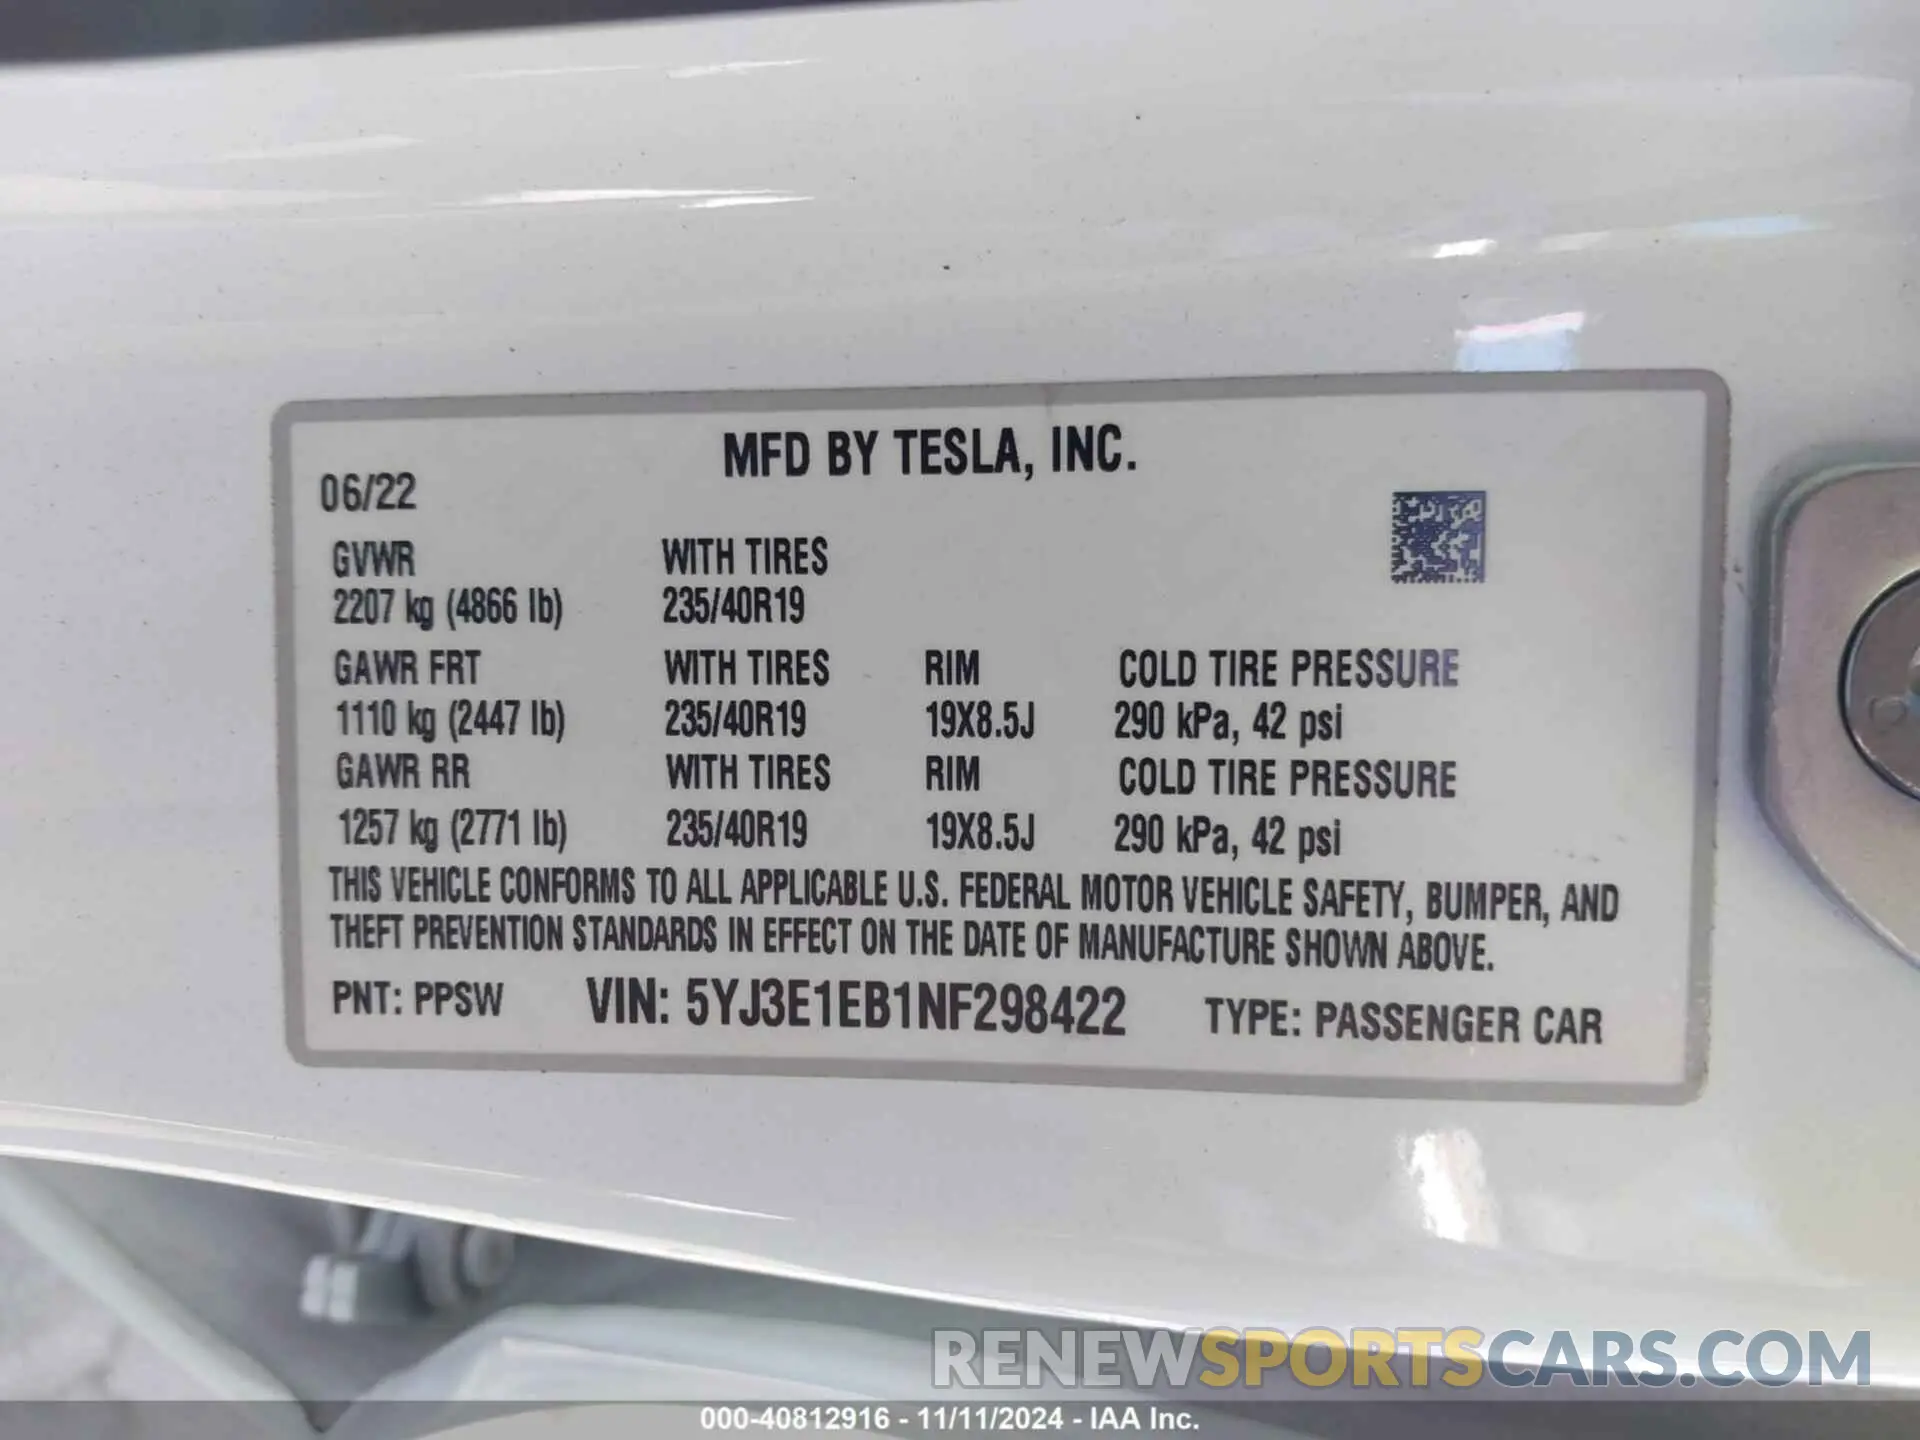 MFD BY TESLA, INC.
06/22
GVWR WITH TIRES
2207 kg (4866 lb) 235/40R19
GAWR FRT WITH TIRES RIM COLD TIRE PRESSURE
1110 kg (2447 lb) 235/40R19 19X8.5J 290 kPa, 42 psi
GAWR RR WITH TIRES RIM COLD TIRE PRESSURE
1257 kg (2771 lb) 235/40R19 19X8.5J 290 kPa, 42 psi
THIS VEHICLE CONFORMS TO ALL APPLICABLE U.S. FEDERAL MOTOR VEHICLE SAFETY, BUMPER, AND
THEFT PREVENTION STANDARDS IN EFFECT ON THE DATE OF MANUFACTURE SHOWN ABOVE.
PNT: PPSW VIN: 5YJ3E1EB1NF298422 TYPE: PASSENGER CAR
RENEWSPORTSCARS.COM
000-40812916 - 11/11/2024 - IAA Inc.